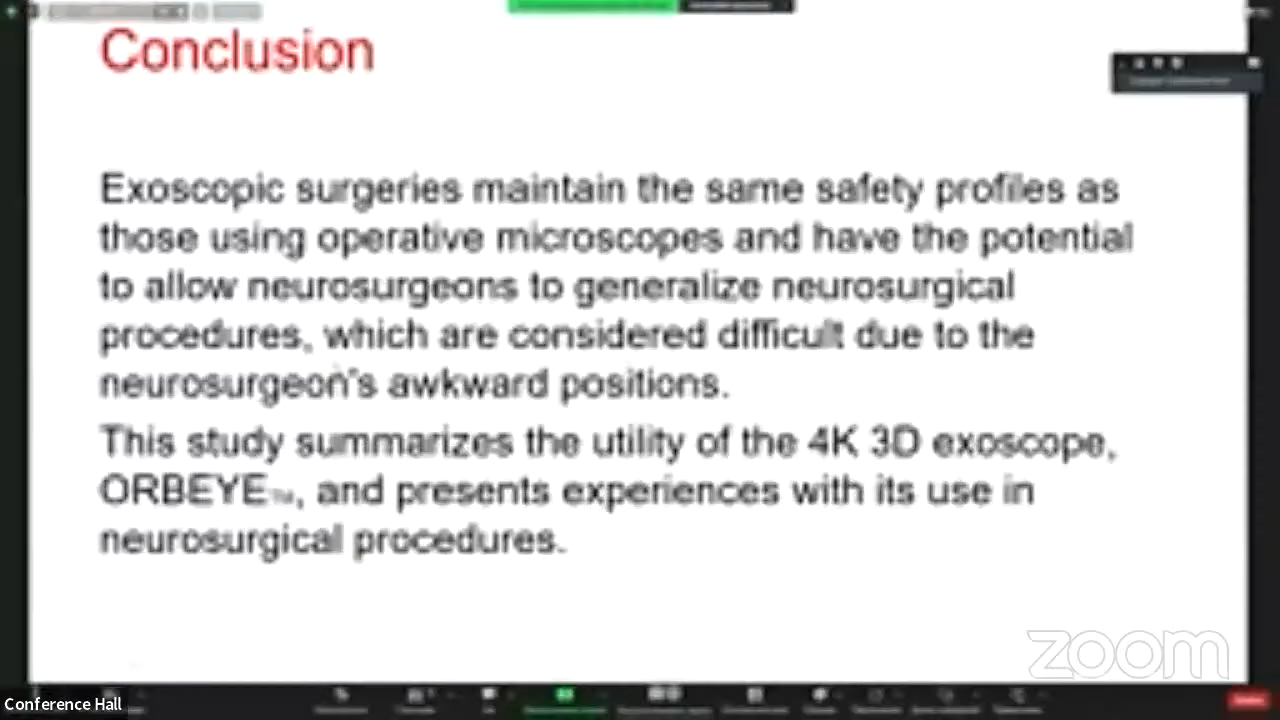 Conclusion
Exoscopic surgeries maintain the same safety profiles as
those using operative microscopes and have the potential
to allow neurosurgeons to generalize neurosurgical
procedures, which are considered difficult due to the
neurosurgeon's awkward positions.
This study summarizes the utility of the 4K 3D exoscope,
ORBEYE™, and presents experiences with its use in
neurosurgical procedures.
zoom
Conference Hall